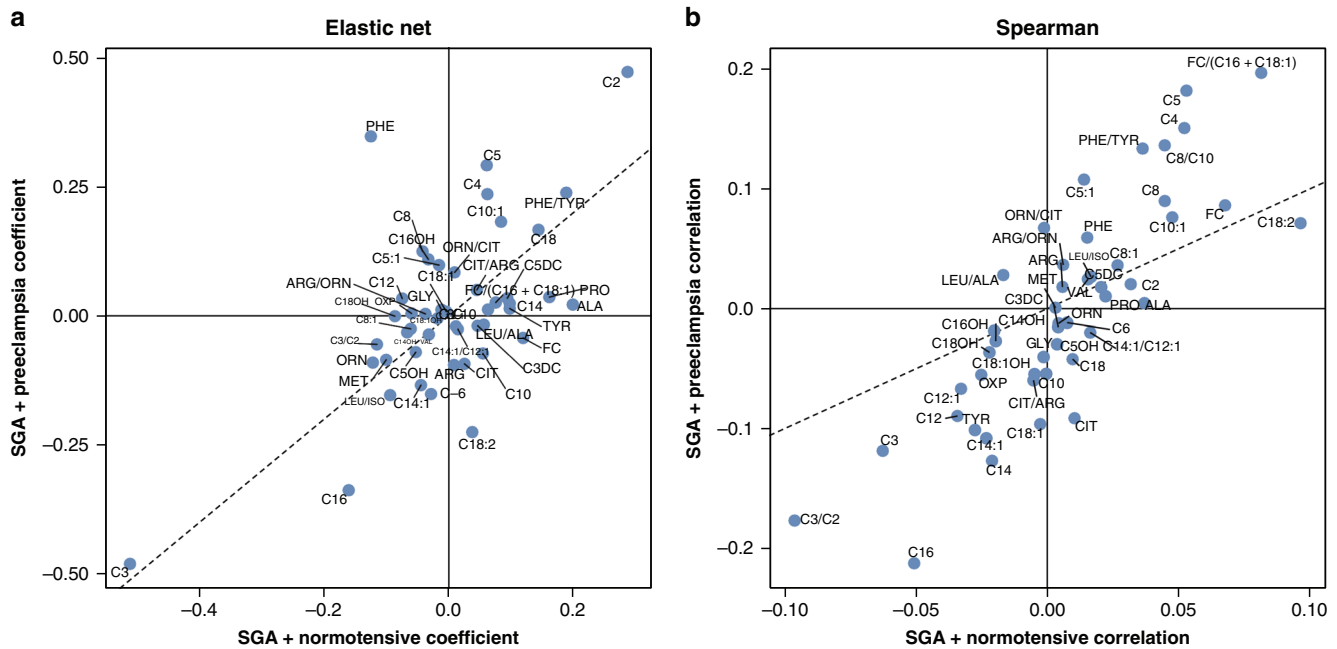 a
Elastic net
SGA + preeclampsia coefficient
0.50
0.25
0.00
–0.25
–0.50
–0.4
–0.2
0.0
0.2
SGA + normotensive coefficient
C2
PHE
C5
C4
C10:1
PHE/TYR
C18
C8
C16OH
C5:1
ORN/CIT
C18:1
CIT/ARG
C5DC
ARG/ORN
C12
GLY
FC/(C16 + C18:1)
PRO
ALA
C18OH
OXP
C18:1OH
C10
C14
C8:1
TYR
LEU/ALA
C3/C2
C14OH
VAL
C14:1/C12:1
FC
ORN
MET
C5OH
ARG
CIT
C3DC
C10
LEU/ISO
C14:1
C–6
C18:2
C16
C3
b
Spearman
SGA + preeclampsia correlation
0.2
0.1
0.0
–0.1
–0.2
–0.10
–0.05
0.00
0.05
0.10
SGA + normotensive correlation
FC/(C16 + C18:1)
C5
C4
PHE/TYR
C8/C10
C5:1
C8
ORN/CIT
FC
C10:1
C18:2
PHE
ARG/ORN
ARG
LEU/ISO
C8:1
LEU/ALA
MET
C5DC
C2
VAL
C3DC
PRO
ALA
ORN
C16OH
C14OH
C6
C18OH
GLY
C5OH
C14:1/C12:1
C18:1OH
C18
OXP
C10
C12:1
CIT/ARG
C12
TYR
C18:1
CIT
C3
C14:1
C14
C3/C2
C16